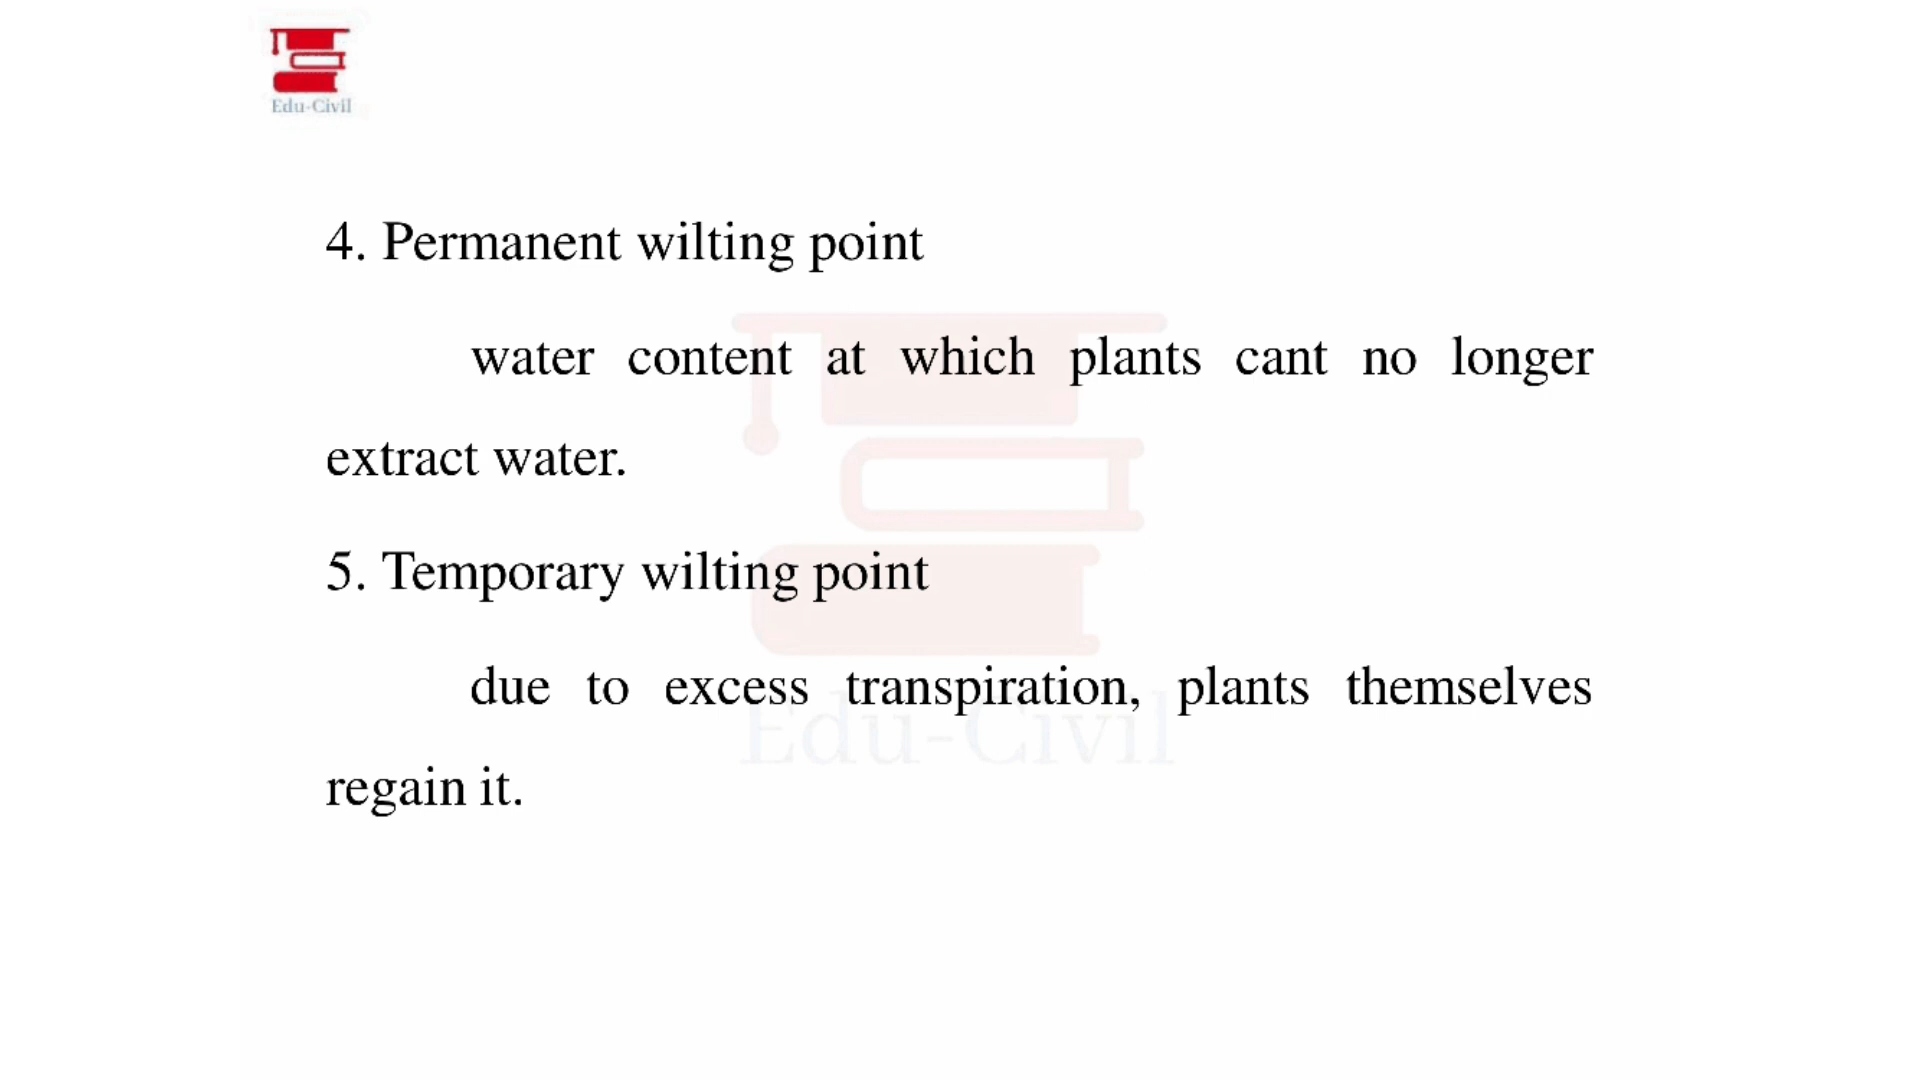 Edu-Civil
4. Permanent wilting point
water content at which plants cant no longer
extract water.
5. Temporary wilting point
due to excess transpiration, plants themselves
Edu-Civil
regain it.